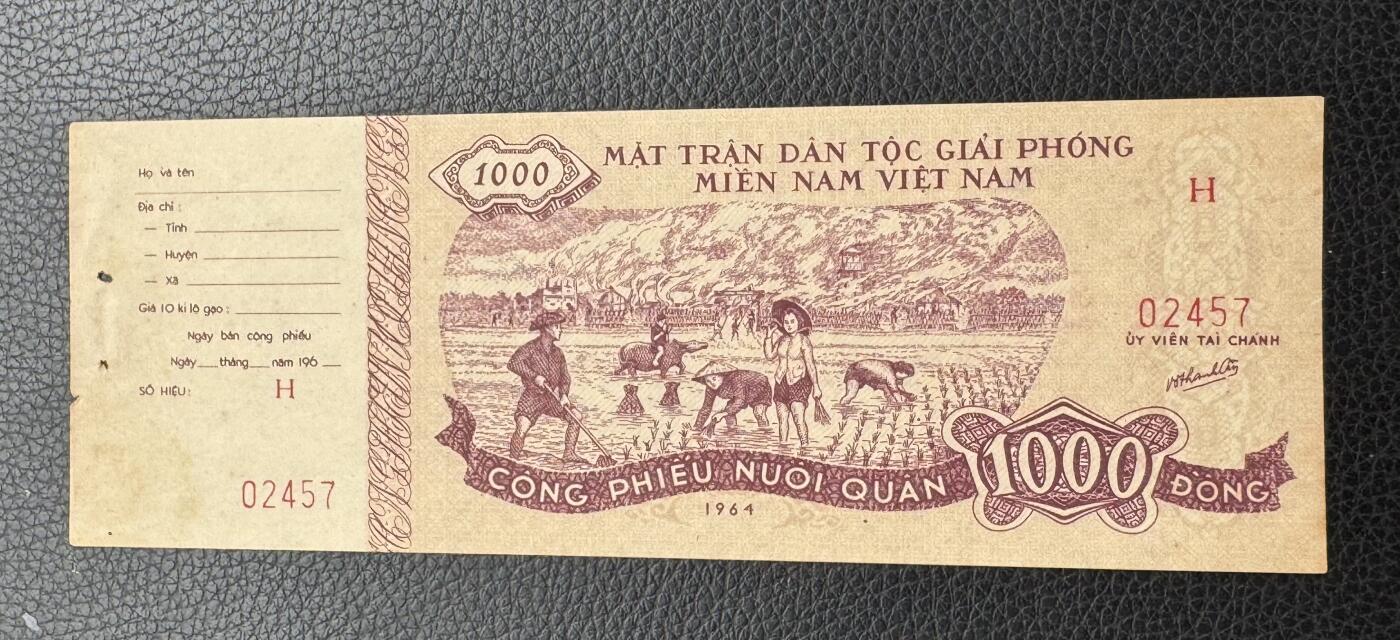 Họ và tên
Địa chỉ :
— Tỉnh
— Huyện
— Xã
Giá 10 ki lô gạo :
Ngày bán công phiếu
Ngày___tháng___năm 196__
SỐ HIỆU: H
02457
1000
MẶT TRẬN DÂN TỘC GIẢI PHÓNG
MIỀN NAM VIỆT NAM
H
02457
ỦY VIÊN TÀI CHÁNH
CÔNG PHIẾU NUÔI QUÂN 1000 ĐỒNG
1964